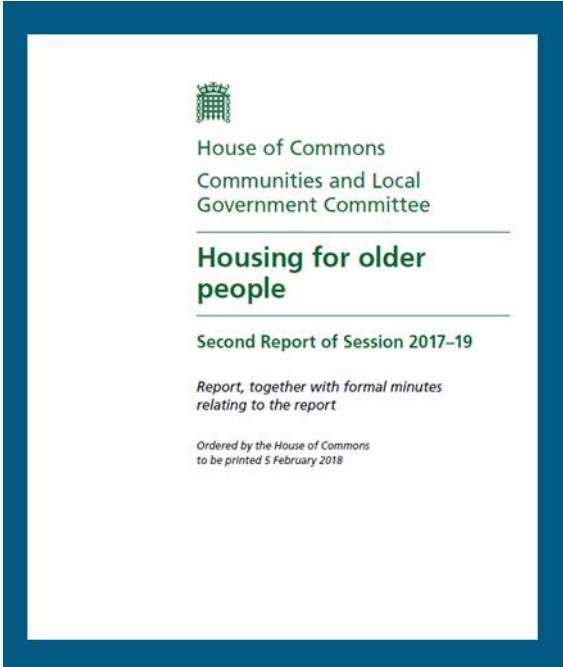 House of Commons
Communities and Local
Government Committee
Housing for older
people
Second Report of Session 2017–19
Report, together with formal minutes
relating to the report
Ordered by the House of Commons
to be printed 5 February 2018